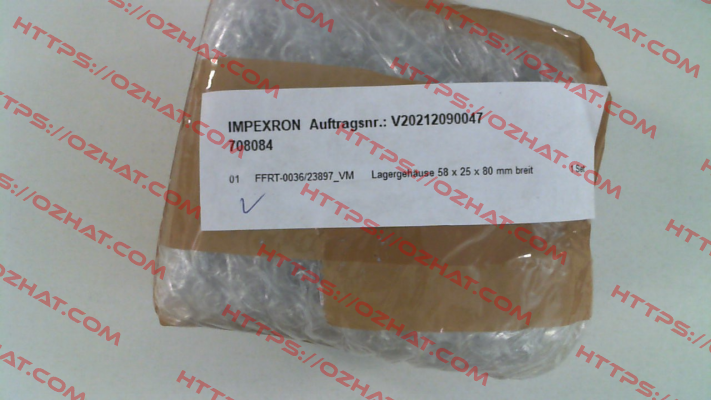 IMPEXRON Auftragsnr.: V20212090047
708084
01 FFRT-0036/23897_VM Lagergehäuse 58 x 25 x 80 mm breit
HTTPS://OZHAT.COM